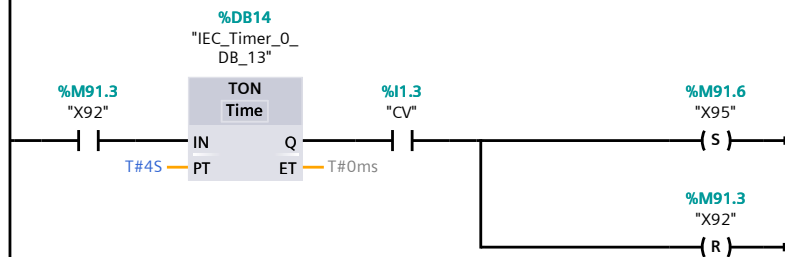 %DB14
"IEC_Timer_0_
DB_13"
%M91.3
"X92"
TON
Time
%I1.3
"CV"
%M91.6
"X95"
IN
Q
S
T#4S
PT
ET
T#0ms
%M91.3
"X92"
R